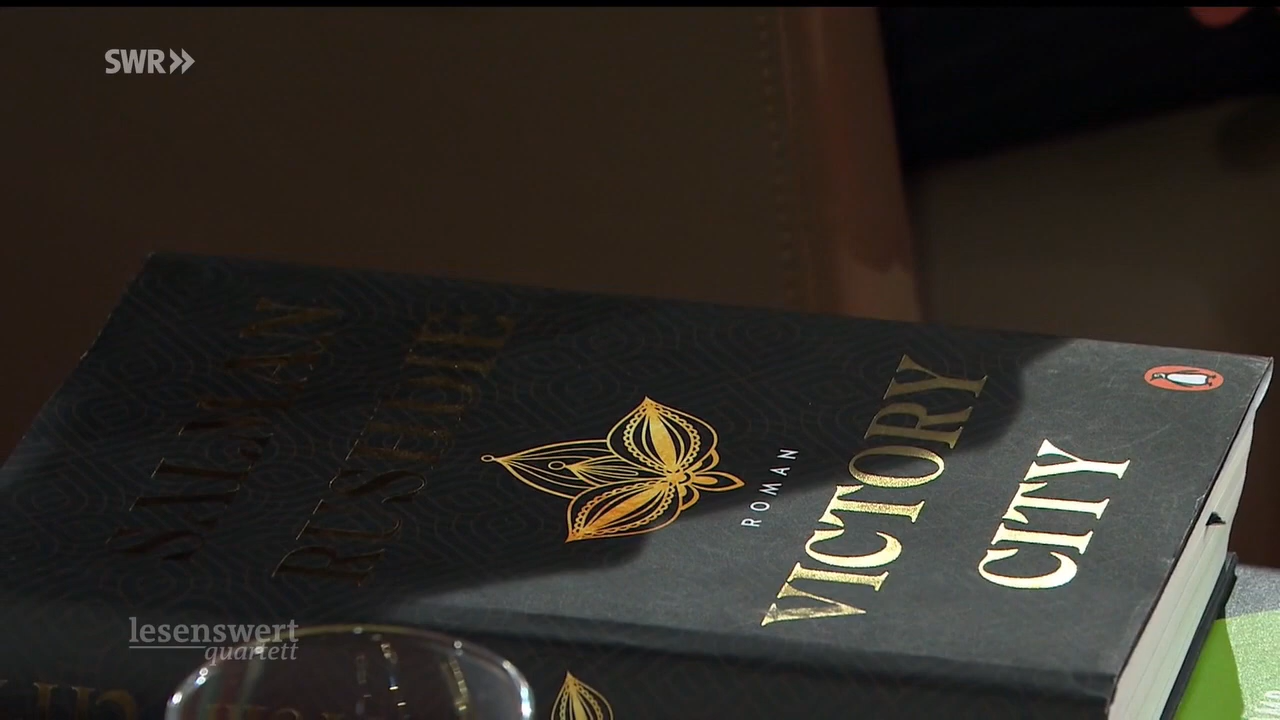 SWR»
SALMAN
RUSHDIE
ROMAN
VICTORY
CITY
lesenswert
quartett